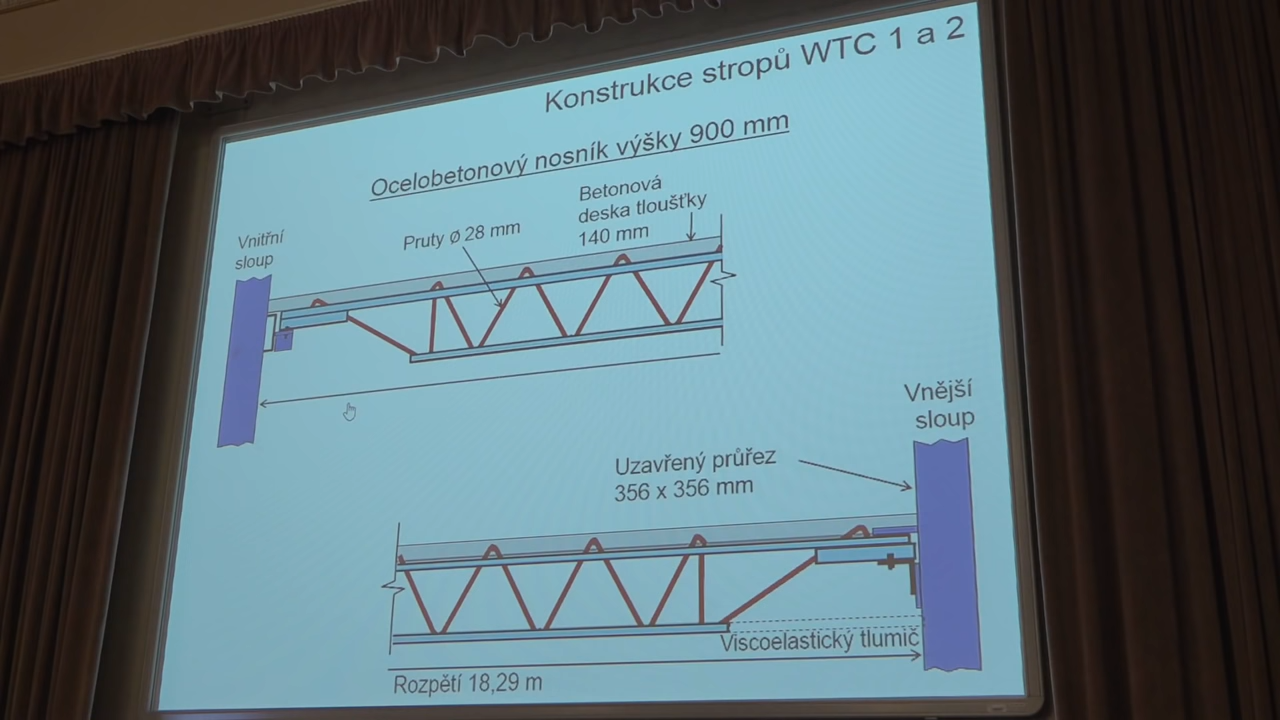 Konstrukce stropů WTC 1 a 2
Ocelobetonový nosník výšky 900 mm
Betonová
deska tloušťky
140 mm
Pruty ø 28 mm
Vnitřní
sloup
Vnější
sloup
Uzavřený průřez
356 x 356 mm
Viscoelastický tlumič
Rozpětí 18,29 m